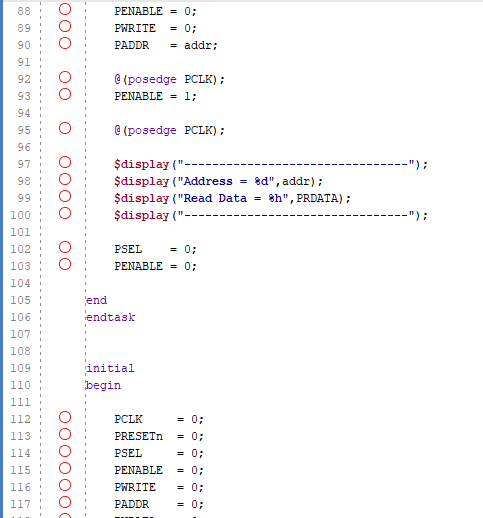 88 PENABLE = 0;
89 PWRITE  = 0;
90 PADDR   = addr;
91
92 @(posedge PCLK);
93 PENABLE = 1;
94
95 @(posedge PCLK);
96
97 $display("--------------------------------");
98 $display("Address = %d",addr);
99 $display("Read Data = %h",PRDATA);
100 $display("--------------------------------");
101
102 PSEL    = 0;
103 PENABLE = 0;
104
105 end
106 endtask
107
108
109 initial
110 begin
111
112 PCLK     = 0;
113 PRESETn  = 0;
114 PSEL     = 0;
115 PENABLE  = 0;
116 PWRITE   = 0;
117 PADDR    = 0;